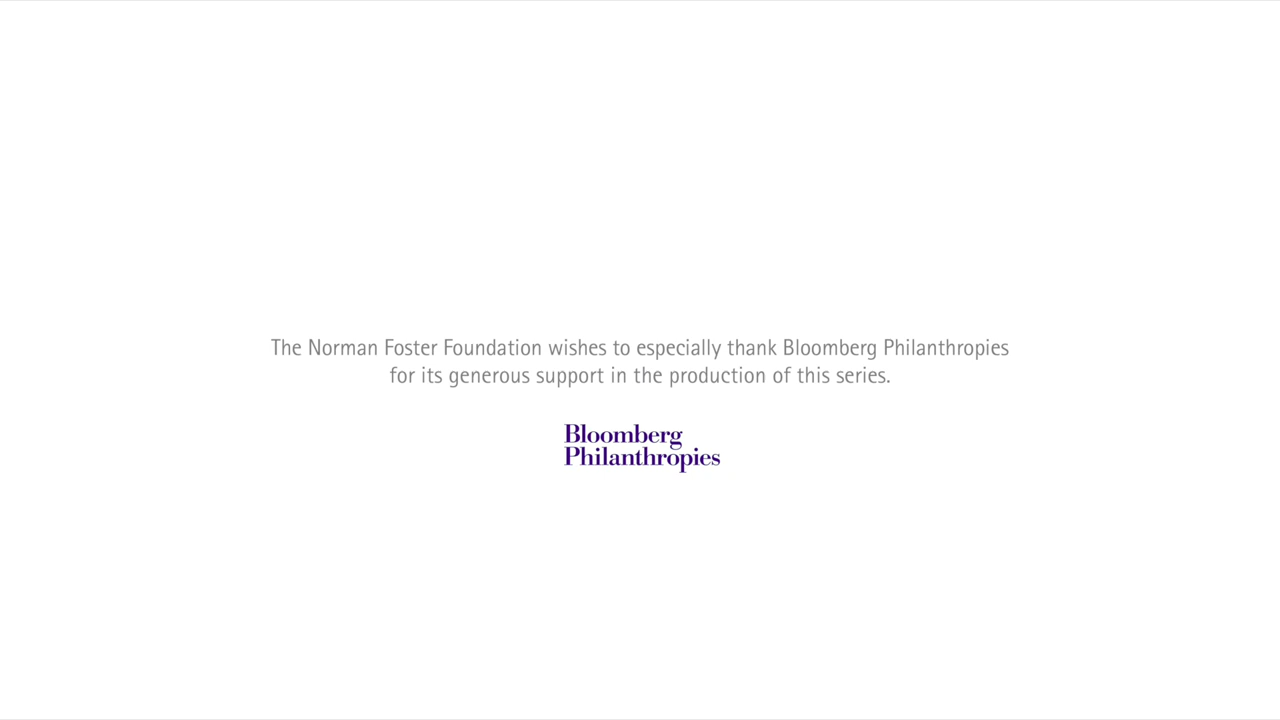 The Norman Foster Foundation wishes to especially thank Bloomberg Philanthropies
for its generous support in the production of this series.
Bloomberg
Philanthropies